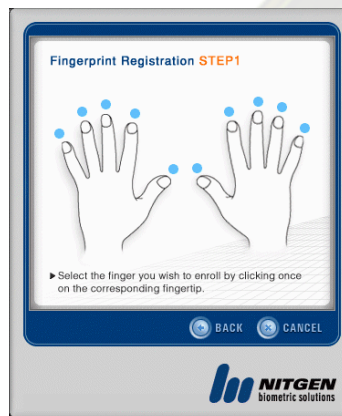 Fingerprint Registration STEP1
Select the finger you wish to enroll by clicking once
on the corresponding fingertip.
BACK CANCEL
NITGEN
biometric solutions